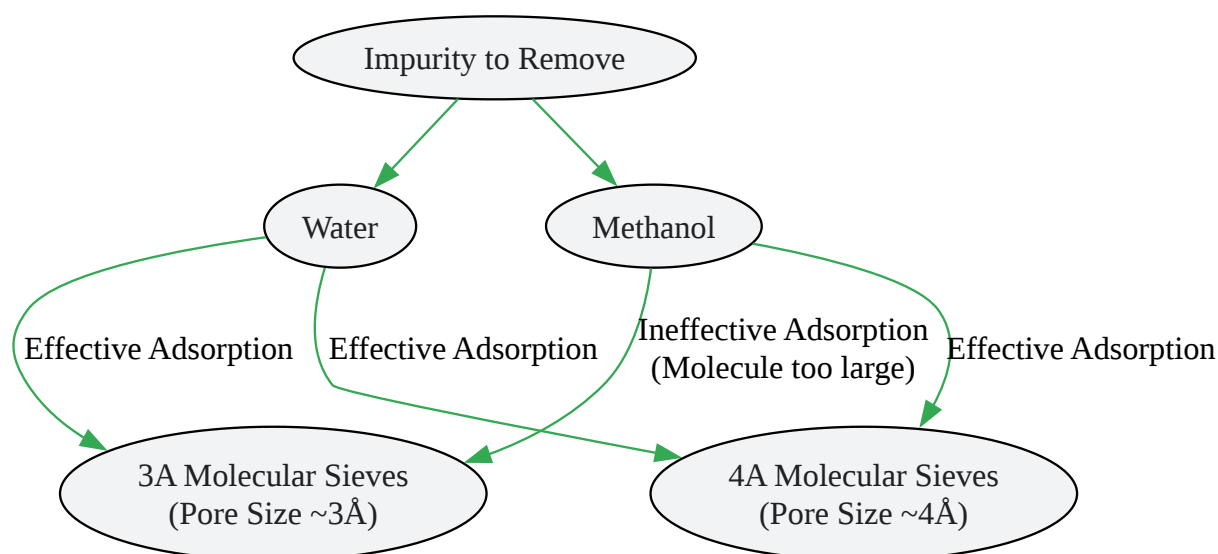 Impurity to Remove
Water
Methanol
Effective Adsorption
Effective Adsorption
Ineffective Adsorption
(Molecule too large)
Effective Adsorption
3A Molecular Sieves
(Pore Size ~3Å)
4A Molecular Sieves
(Pore Size ~4Å)